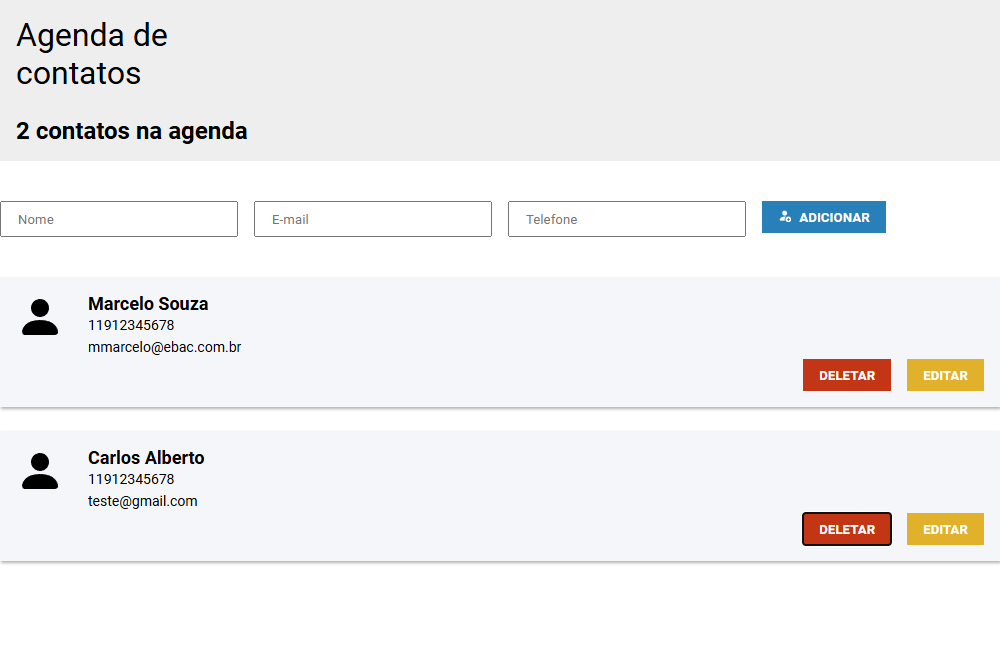 Agenda de
contatos
2 contatos na agenda
Nome E-mail Telefone ADICIONAR
Marcelo Souza
11912345678
mmarcelo@ebac.com.br
DELETAR EDITAR
Carlos Alberto
11912345678
teste@gmail.com
DELETAR EDITAR